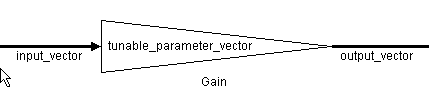 tunable_parameter_vector
input_vector
output_vector
Gain